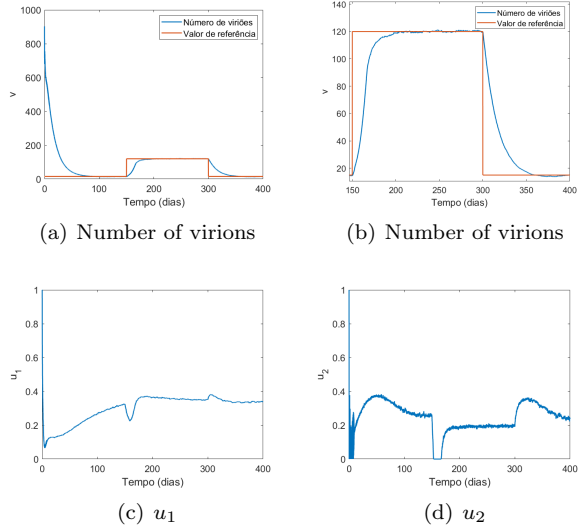 1000
800
600
400
200
0
v
0
100
200
300
400
Tempo (dias)
Número de viriões
Valor de referência
(a) Number of virions
120
100
80
60
40
20
v
150
200
250
300
350
400
Tempo (dias)
Número de viriões
Valor de referência
(b) Number of virions
1
0.8
0.6
0.4
0.2
0
u1
0
100
200
300
400
Tempo (dias)
(c) u1
1
0.8
0.6
0.4
0.2
0
u2
0
100
200
300
400
Tempo (dias)
(d) u2